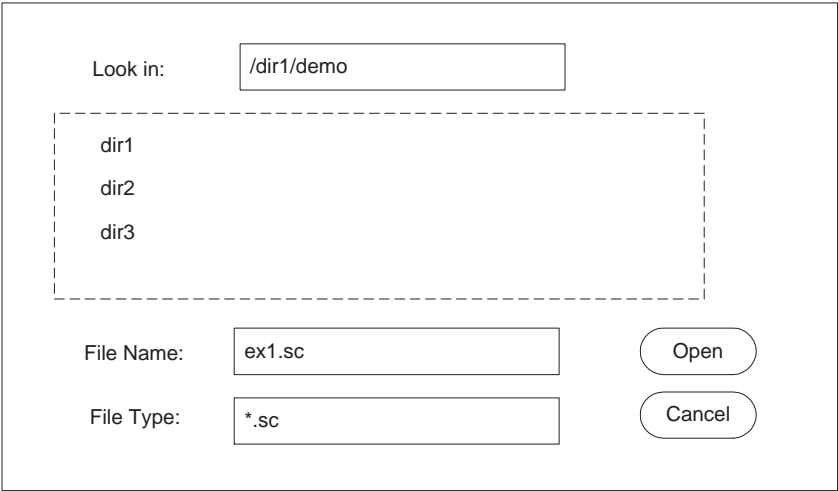 Look in: /dir1/demo
dir1
dir2
dir3
File Name: ex1.sc Open
File Type: *.sc Cancel